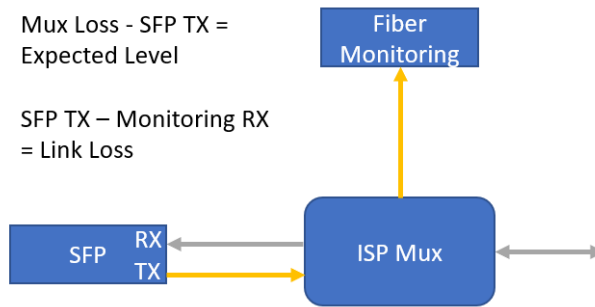 Mux Loss - SFP TX =
Expected Level
SFP TX – Monitoring RX
= Link Loss
Fiber
Monitoring
SFP
RX
TX
ISP Mux